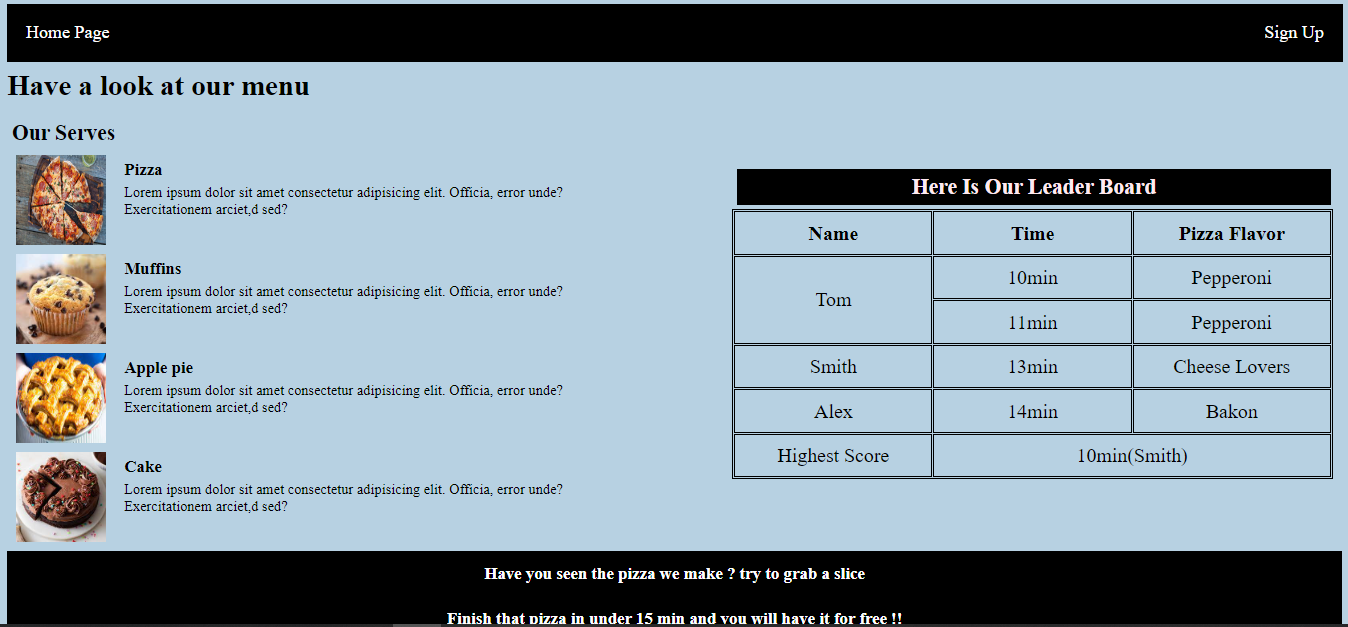 Home Page
Sign Up
Have a look at our menu
Our Serves
Pizza
Lorem ipsum dolor sit amet consectetur adipisicing elit. Officia, error unde?
Exercitationem arciet,d sed?
Muffins
Lorem ipsum dolor sit amet consectetur adipisicing elit. Officia, error unde?
Exercitationem arciet,d sed?
Apple pie
Lorem ipsum dolor sit amet consectetur adipisicing elit. Officia, error unde?
Exercitationem arciet,d sed?
Cake
Lorem ipsum dolor sit amet consectetur adipisicing elit. Officia, error unde?
Exercitationem arciet,d sed?
Here Is Our Leader Board
Name Time Pizza Flavor
Tom 10min Pepperoni
11min Pepperoni
Smith 13min Cheese Lovers
Alex 14min Bakon
Highest Score 10min(Smith)
Have you seen the pizza we make ? try to grab a slice
Finish that pizza in under 15 min and you will have it for free !!